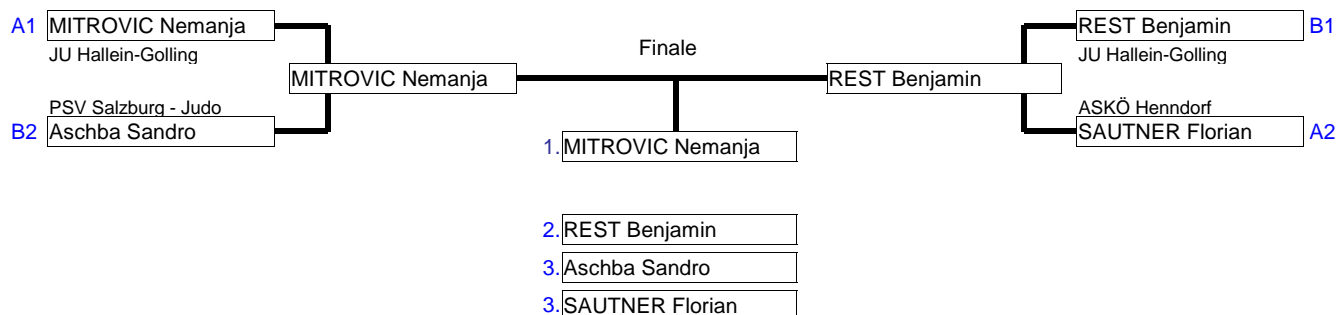 A1 MITROVIC Nemanja
JU Hallein-Golling
MITROVIC Nemanja
PSV Salzburg - Judo
B2 Aschba Sandro
Finale
REST Benjamin B1
JU Hallein-Golling
REST Benjamin
ASKÖ Henndorf
SAUTNER Florian A2
1. MITROVIC Nemanja
2. REST Benjamin
3. Aschba Sandro
3. SAUTNER Florian